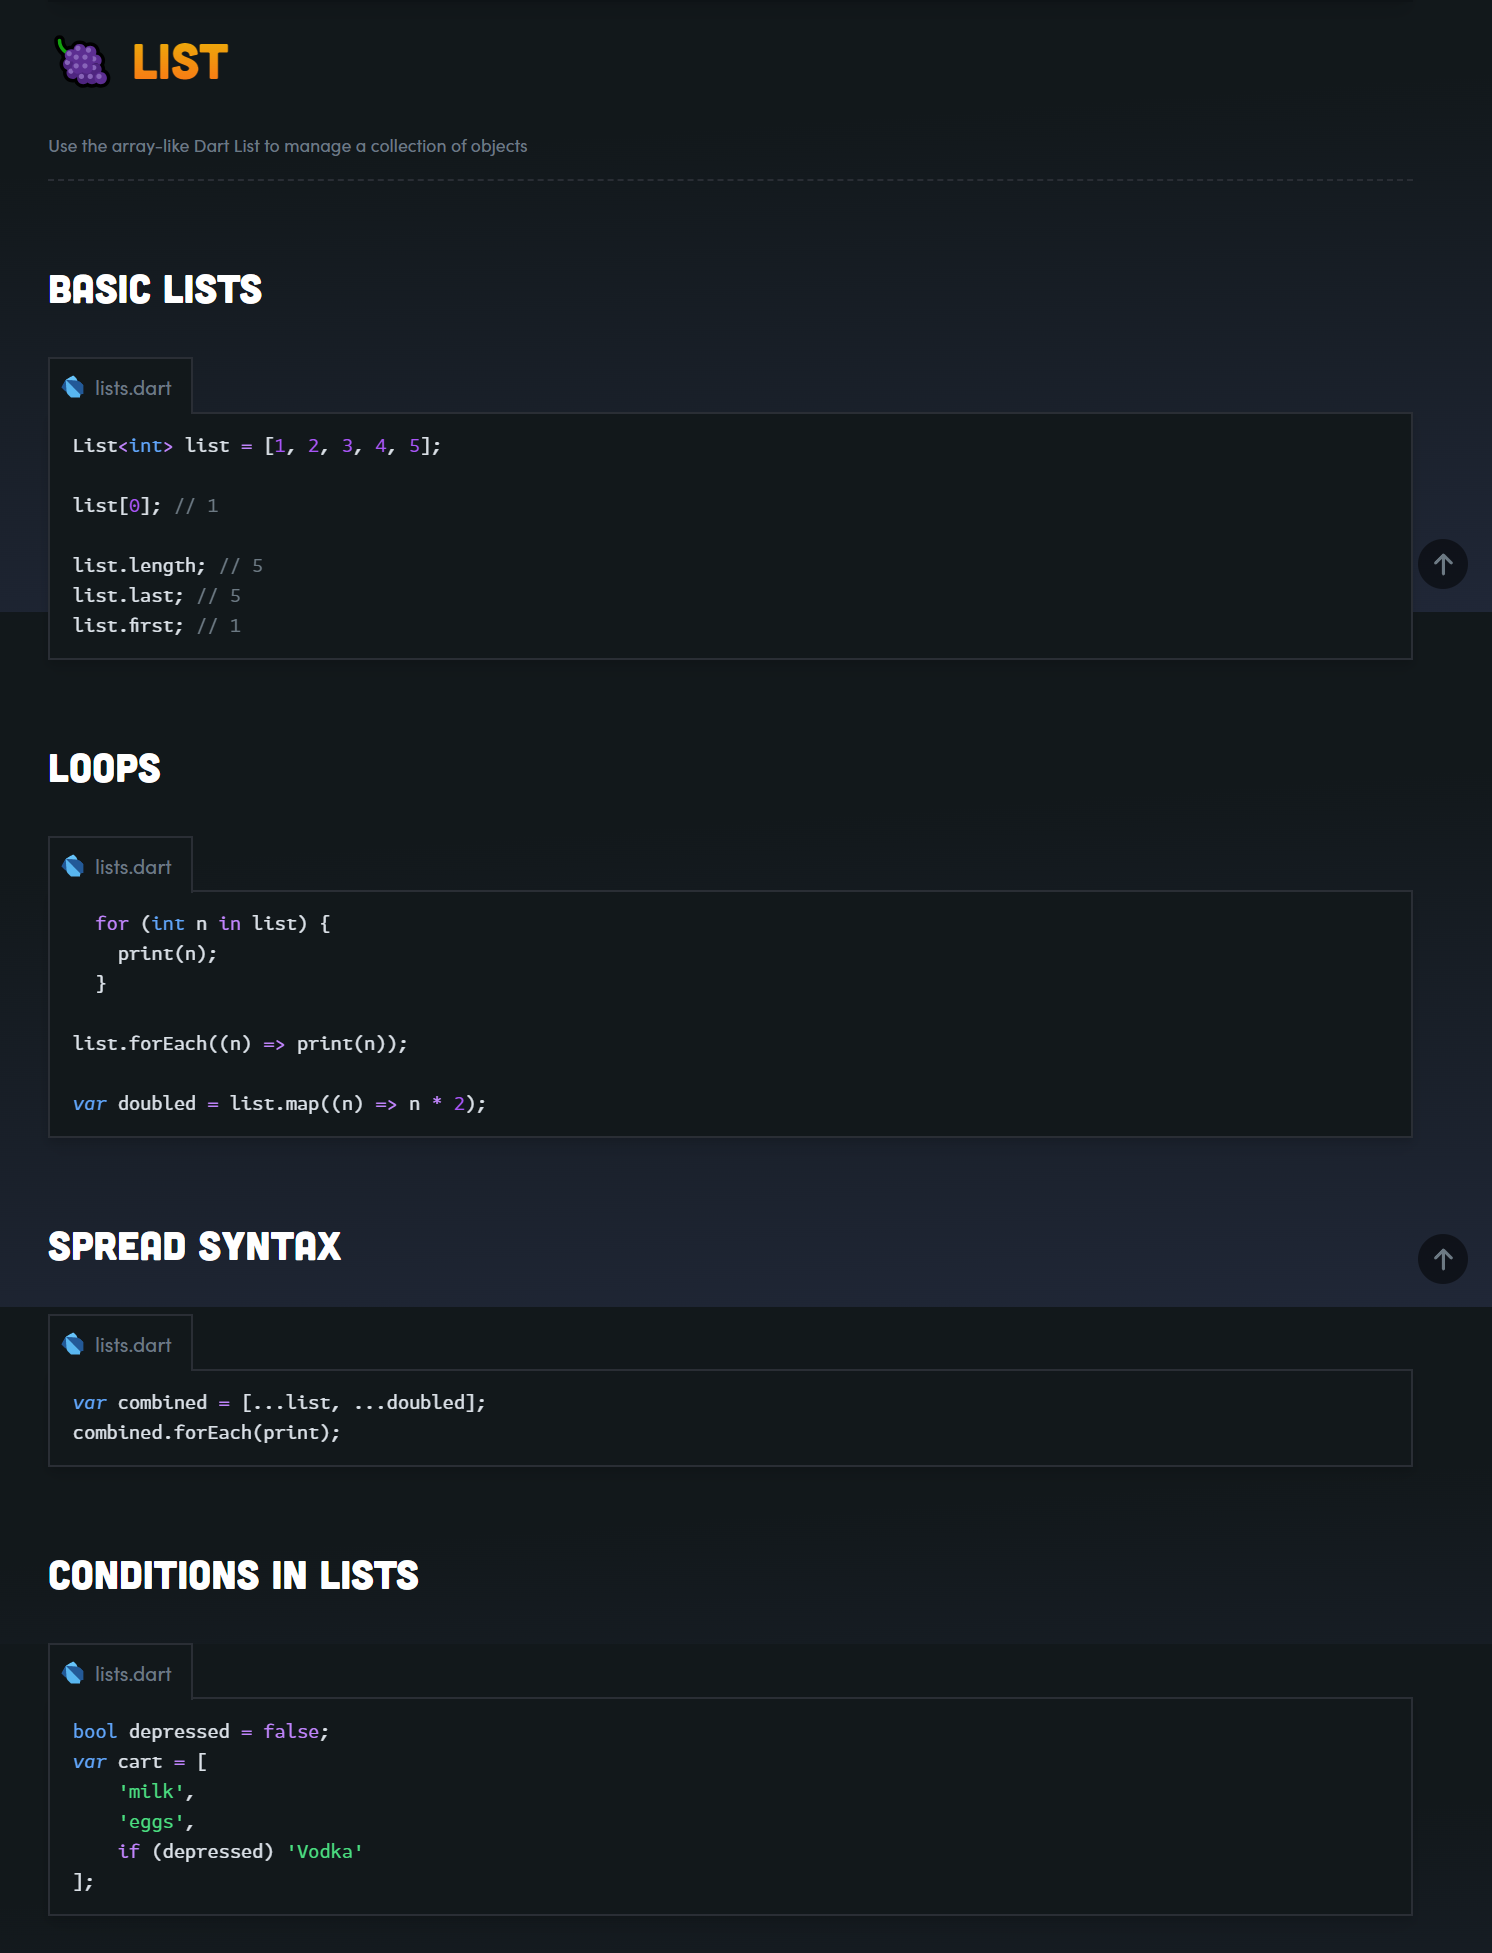 LIST
Use the array-like Dart List to manage a collection of objects
BASIC LISTS
lists.dart
List<int> list = [1, 2, 3, 4, 5];
list[0]; // 1
list.length; // 5
list.last; // 5
list.first; // 1
LOOPS
lists.dart
  for (int n in list) {
    print(n);
  }
list.forEach((n) => print(n));
var doubled = list.map((n) => n * 2);
SPREAD SYNTAX
lists.dart
var combined = [...list, ...doubled];
combined.forEach(print);
CONDITIONS IN LISTS
lists.dart
bool depressed = false;
var cart = [
    'milk',
    'eggs',
    if (depressed) 'Vodka'
];